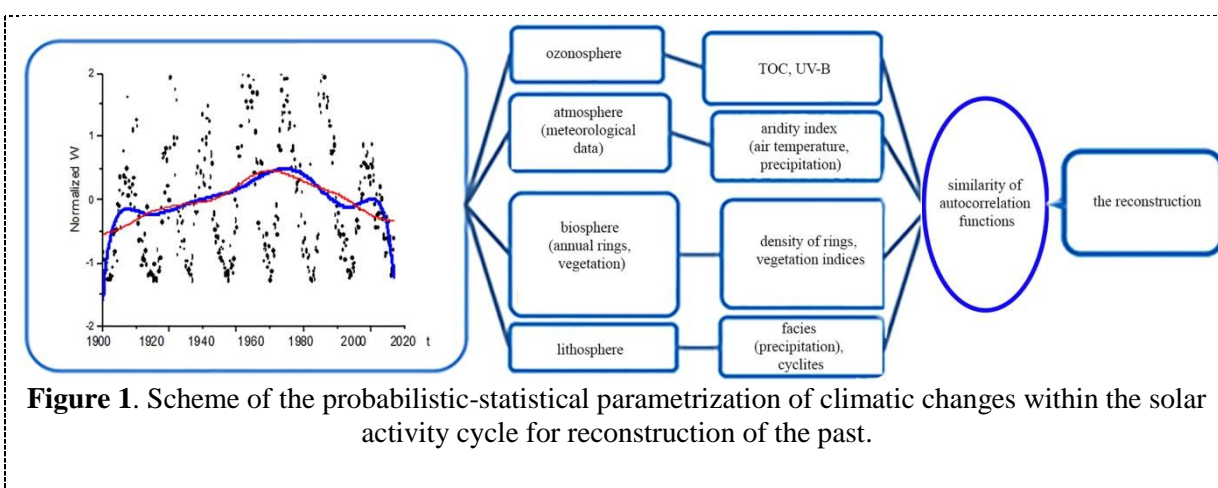 2
1
0
-1
-2
Normalized W
1900 1920 1940 1960 1980 2000 2020 t
ozonosphere
TOC, UV-B
atmosphere
(meteorological
data)
aridity index
(air temperature,
precipitation)
biosphere
(annual rings,
vegetation)
density of rings,
vegetation indices
lithosphere
facies
(precipitation),
cyclites
similarity of
autocorrelation
functions
the reconstruction
Figure 1. Scheme of the probabilistic-statistical parametrization of climatic changes within the solar
activity cycle for reconstruction of the past.